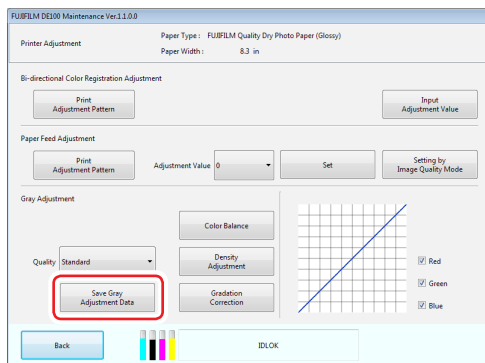 FUJIFILM DE100 Maintenance Ver.1.1.0.0
Printer Adjustment
Paper Type : FUJIFILM Quality Dry Photo Paper (Glossy)
Paper Width : 8.3 in
Bi-directional Color Registration Adjustment
Print
Adjustment Pattern
Input
Adjustment Value
Paper Feed Adjustment
Print
Adjustment Pattern
Adjustment Value 0
Set
Setting by
Image Quality Mode
Gray Adjustment
Color Balance
Quality Standard
Density
Adjustment
Red
Green
Save Gray
Adjustment Data
Gradation
Correction
Blue
Back
IDLOK